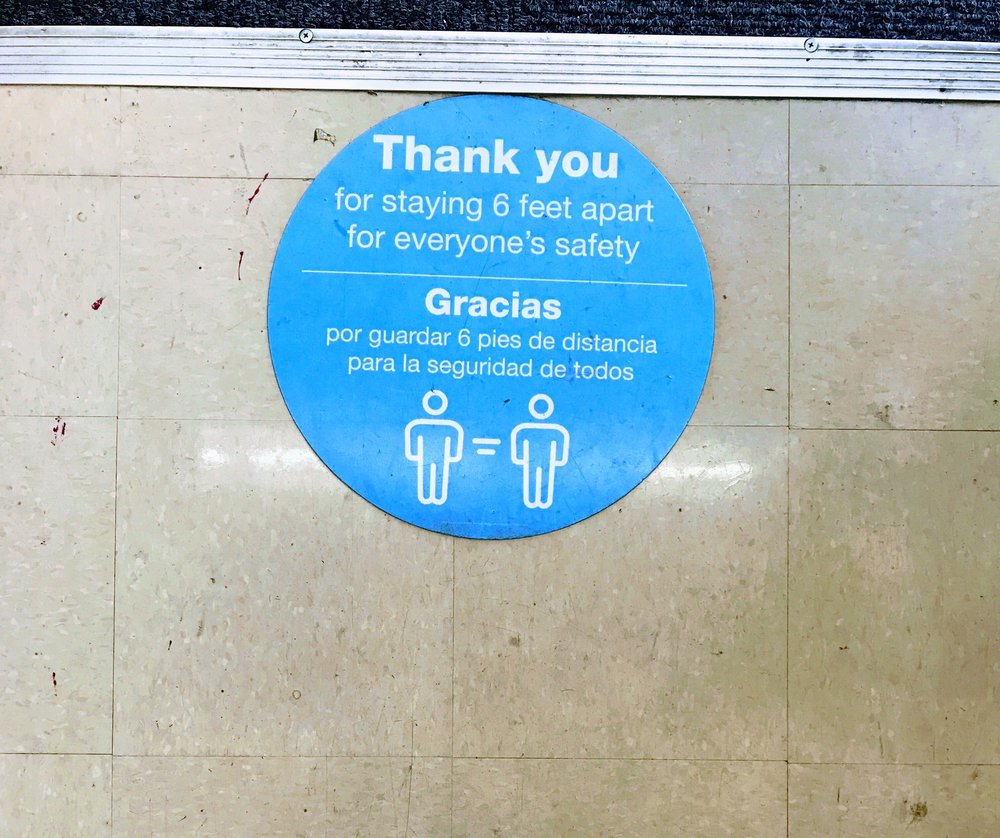 Thank you
for staying 6 feet apart
for everyone's safety
Gracias
por guardar 6 pies de distancia
para la seguridad de todos
=